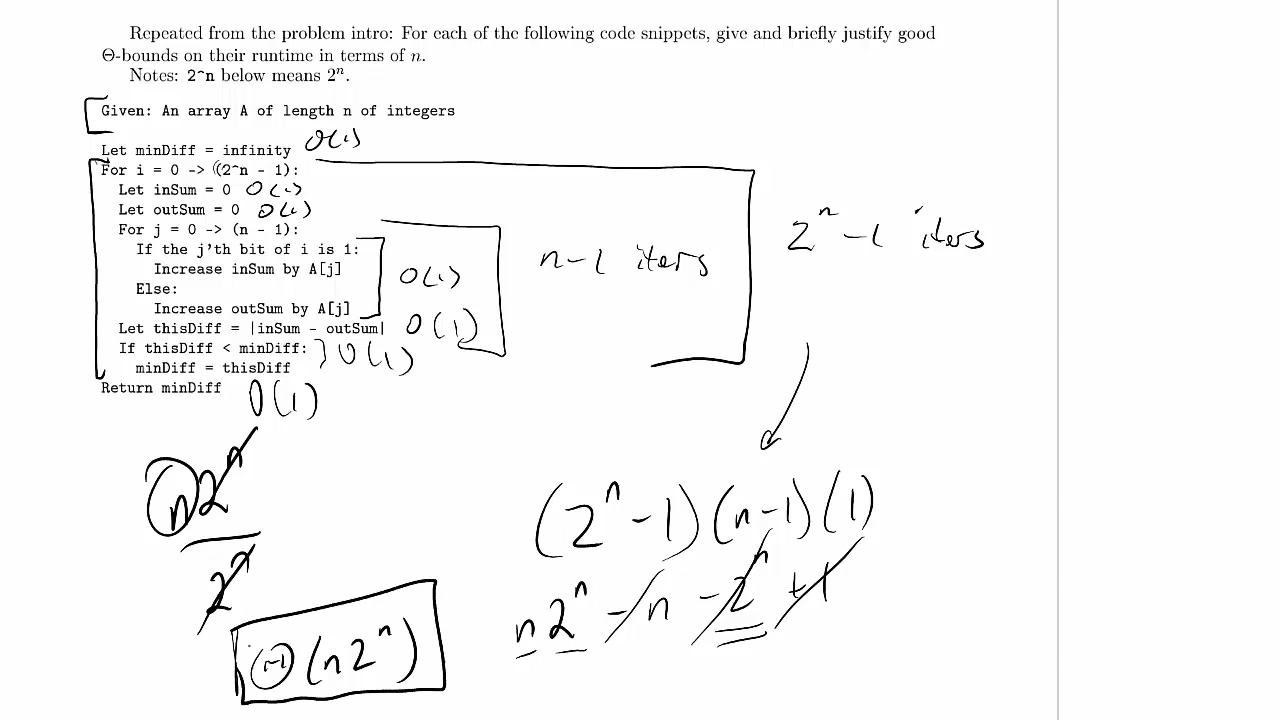 Repeated from the problem intro: For each of the following code snippets, give and briefly justify good
Θ-bounds on their runtime in terms of n.
Notes: 2^n below means 2ⁿ.
Given: An array A of length n of integers
Let minDiff = infinity O(1)
For i = 0 -> (2^n - 1):
Let inSum = 0 O(1)
Let outSum = 0 O(1)
For j = 0 -> (n - 1):
If the j'th bit of i is 1:
Increase inSum by A[j]
Else:
Increase outSum by A[j]
O(1)
n-1 iters
2ⁿ-1 iters
Let thisDiff = |inSum - outSum| O(1)
If thisDiff < minDiff:
minDiff = thisDiff
} O(1)
Return minDiff O(1)
n2ⁿ
2ⁿ
Θ(n2ⁿ)
(2ⁿ-1)(n-1)(1)
n2ⁿ - n - 2ⁿ + 1